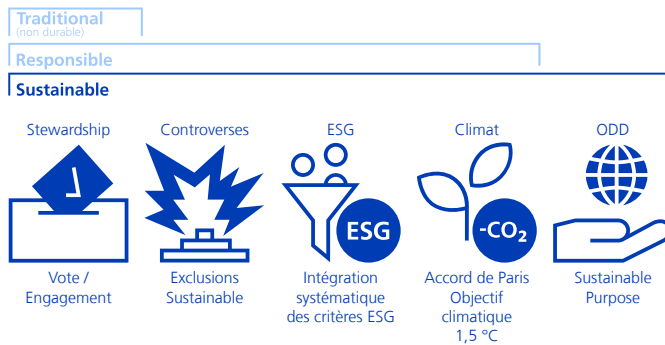 Traditional
(non durable)
Responsible
Sustainable
Stewardship
Controverses
ESG
Climat
ODD
ESG
-CO₂
Vote /
Engagement
Exclusions
Sustainable
Intégration
systématique
des critères ESG
Accord de Paris
Objectif
climatique
1,5 °C
Sustainable
Purpose